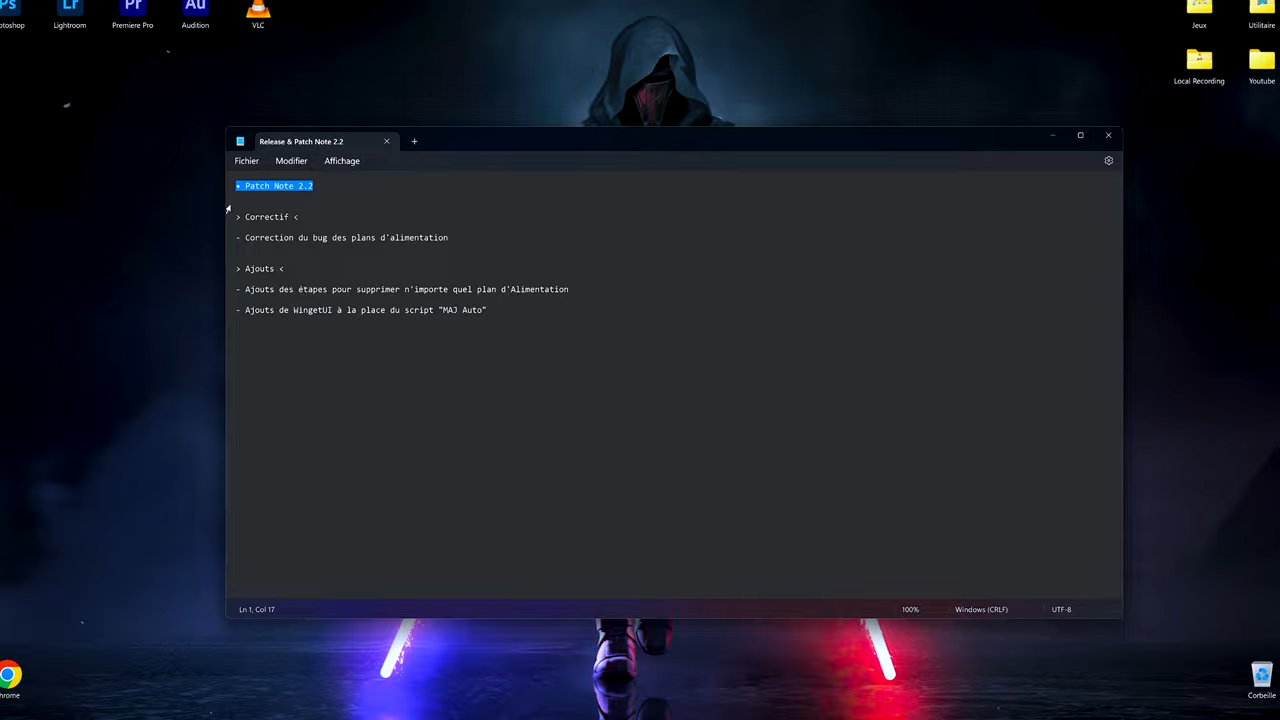 Ps
Lr
Pr
Au
otoshop
Lightroom
Premiere Pro
Audition
VLC
Jeux
Utilitaire
Local Recording
Youtube
Release & Patch Note 2.2
Fichier
Modifier
Affichage
• Patch Note 2.2
> Correctif <
- Correction du bug des plans d'alimentation
> Ajouts <
- Ajouts des étapes pour supprimer n'importe quel plan d'Alimentation
- Ajouts de WingetUI à la place du script "MAJ Auto"
Ln 1, Col 17
100%
Windows (CRLF)
UTF-8
hrome
Corbeille